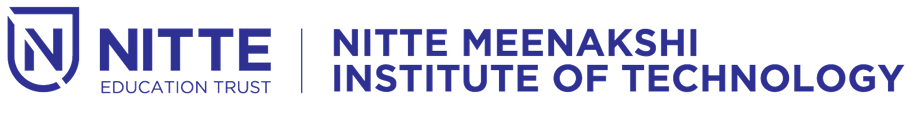 N NITTE
EDUCATION TRUST
NITTE MEENAKSHI
INSTITUTE OF TECHNOLOGY